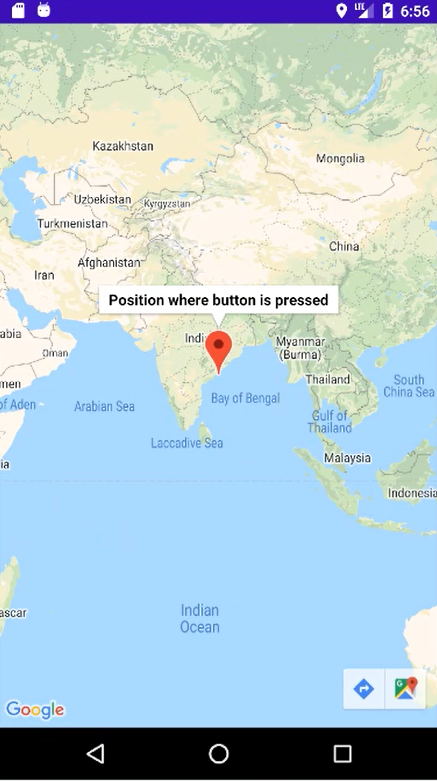 LTE 6:56
Kazakhstan
Mongolia
Uzbekistan
Kyrgyzstan
Turkmenistan
China
Afghanistan
Iran
Position where button is pressed
abia
Oman
Indi
Myanmar
(Burma)
men
Thailand
South
China Sea
of Aden
Arabian Sea
Bay of Bengal
Gulf of
Thailand
Laccadive Sea
Malaysia
ia
Indonesia
ascar
Indian
Ocean
G
Google